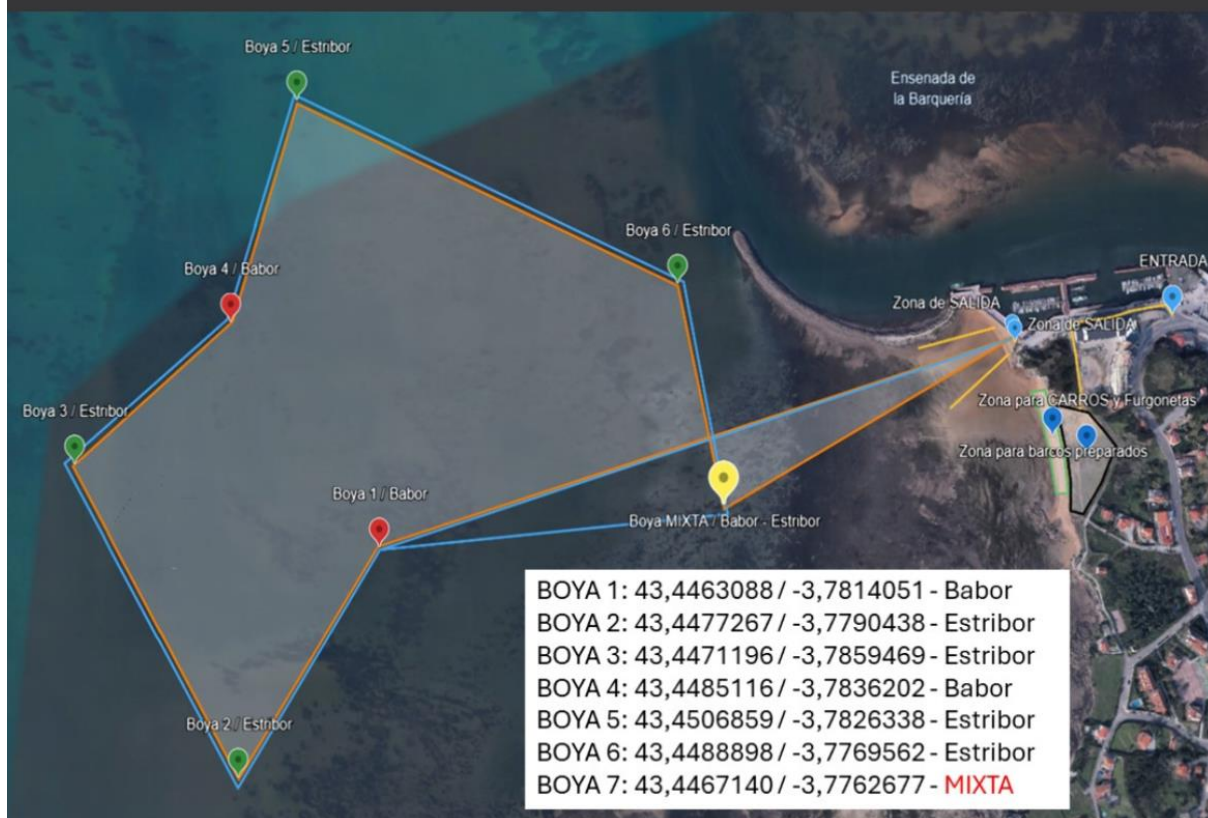 Boya 5 / Estribor
Ensenada de
la Barquería
Boya 6 / Estribor
Boya 4 / Babor
ENTRADA
Zona de SALIDA
Zona de SALIDA
Zona para CARROS y Furgonetas
Boya 3 / Estribor
Zona para barcos preparados
Boya 1 / Babor
Boya MIXTA / Babor - Estribor
Boya 2 / Estribor
BOYA 1: 43,4463088 / -3,7814051 - Babor
BOYA 2: 43,4477267 / -3,7790438 - Estribor
BOYA 3: 43,4471196 / -3,7859469 - Estribor
BOYA 4: 43,4485116 / -3,7836202 - Babor
BOYA 5: 43,4506859 / -3,7826338 - Estribor
BOYA 6: 43,4488898 / -3,7769562 - Estribor
BOYA 7: 43,4467140 / -3,7762677 - MIXTA